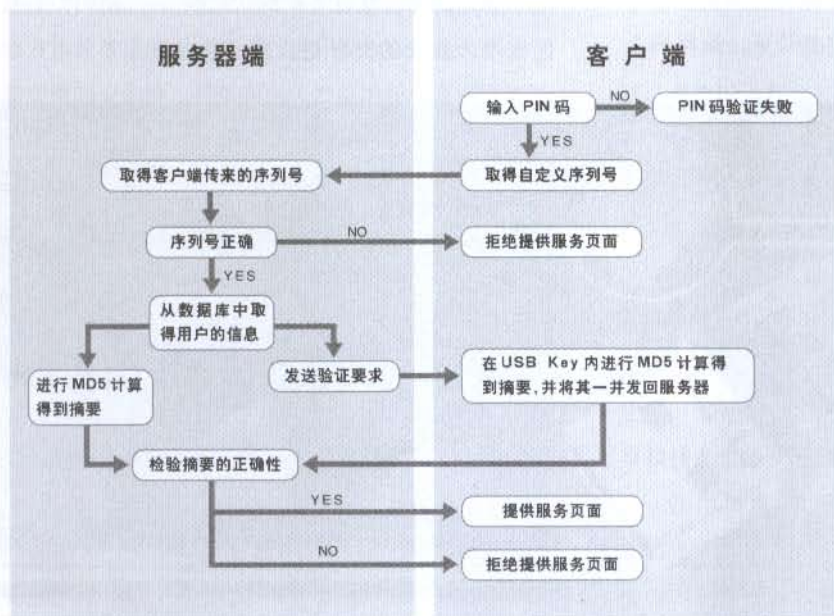 服务器端
客户端
输入 PIN 码
NO
PIN 码验证失败
YES
取得客户端传来的序列号
取得自定义序列号
序列号正确
NO
拒绝提供服务页面
YES
从数据库中取
得用户的信息
进行 MD5 计算
得到摘要
发送验证要求
在 USB Key 内进行 MD5 计算得
到摘要,并将其一并发回服务器
检验摘要的正确性
YES
提供服务页面
NO
拒绝提供服务页面